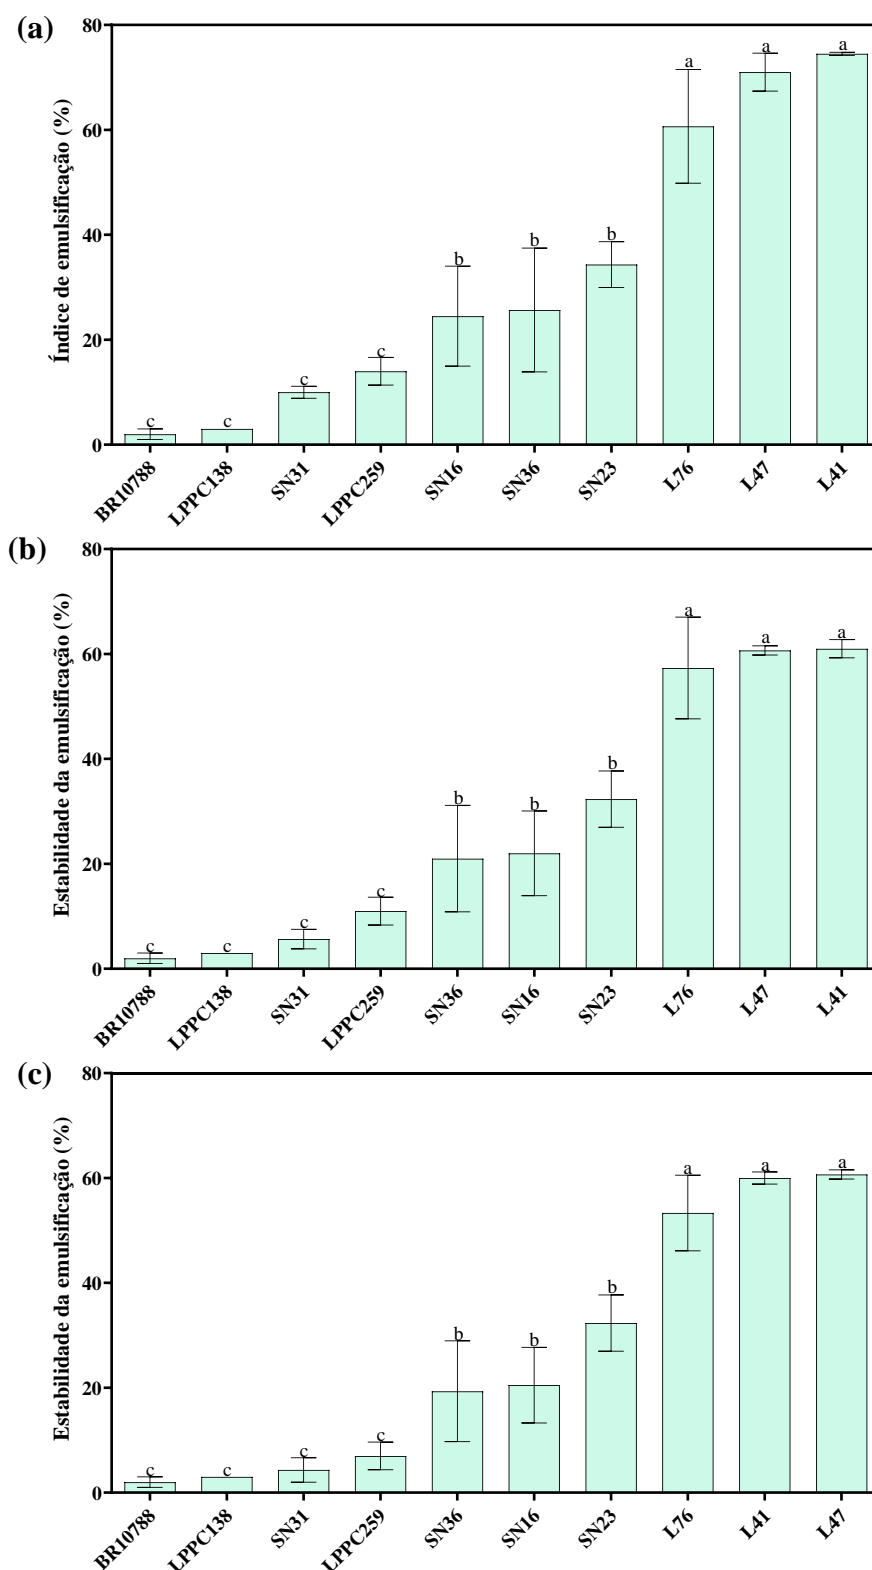 (a)
Índice de emulsificação (%)
80
60
40
20
0
c
c
c
c
b
b
b
a
a
a
BR10788
LPPC138
SN31
LPPC259
SN16
SN36
SN23
L76
L47
L41
(b)
Estabilidade da emulsificação (%)
80
60
40
20
0
c
c
c
c
b
b
b
a
a
a
BR10788
LPPC138
SN31
LPPC259
SN36
SN16
SN23
L76
L47
L41
(c)
Estabilidade da emulsificação (%)
80
60
40
20
0
c
c
c
c
b
b
b
a
a
a
BR10788
LPPC138
SN31
LPPC259
SN36
SN16
SN23
L76
L41
L47